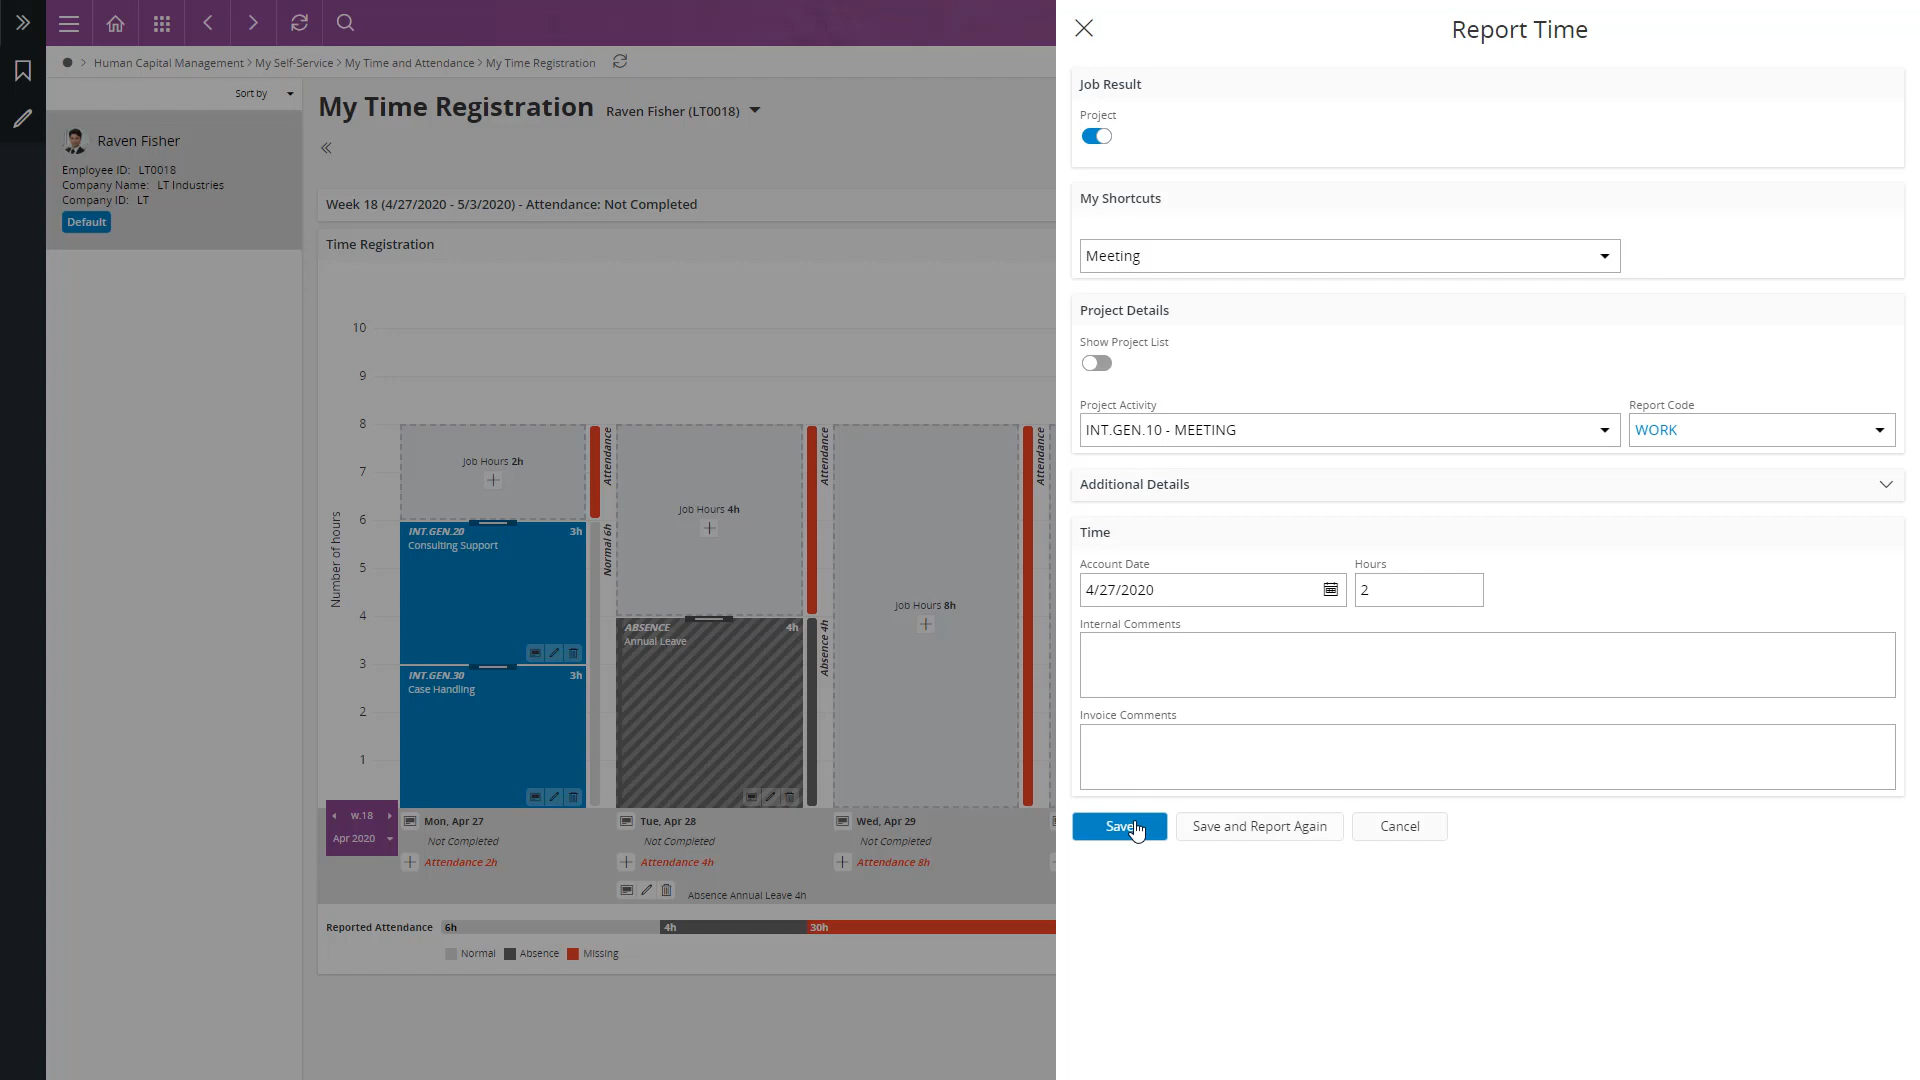 Human Capital Management > My Self-Service > My Time and Attendance > My Time Registration
Sort by
Raven Fisher
Employee ID: LT0018
Company Name: LT Industries
Company ID: LT
Default
My Time Registration Raven Fisher (LT0018)
Week 18 (4/27/2020 - 5/3/2020) - Attendance: Not Completed
Time Registration
Number of hours
10
9
8
7
6
5
4
3
2
1
Job Hours 2h
Attendance
INT.GEN.20 3h
Consulting Support
Normal 6h
INT.GEN.30 3h
Case Handling
Job Hours 4h
Attendance
ABSENCE 4h
Annual Leave
Absence 4h
Job Hours 8h
Attendance
w.18
Apr 2020
Mon, Apr 27
Not Completed
Attendance 2h
Tue, Apr 28
Not Completed
Attendance 4h
Absence Annual Leave 4h
Wed, Apr 29
Not Completed
Attendance 8h
Reported Attendance 6h 4h 30h
Normal Absence Missing
Report Time
Job Result
Project
My Shortcuts
Meeting
Project Details
Show Project List
Project Activity Report Code
INT.GEN.10 - MEETING WORK
Additional Details
Time
Account Date Hours
4/27/2020 2
Internal Comments
Invoice Comments
Save Save and Report Again Cancel